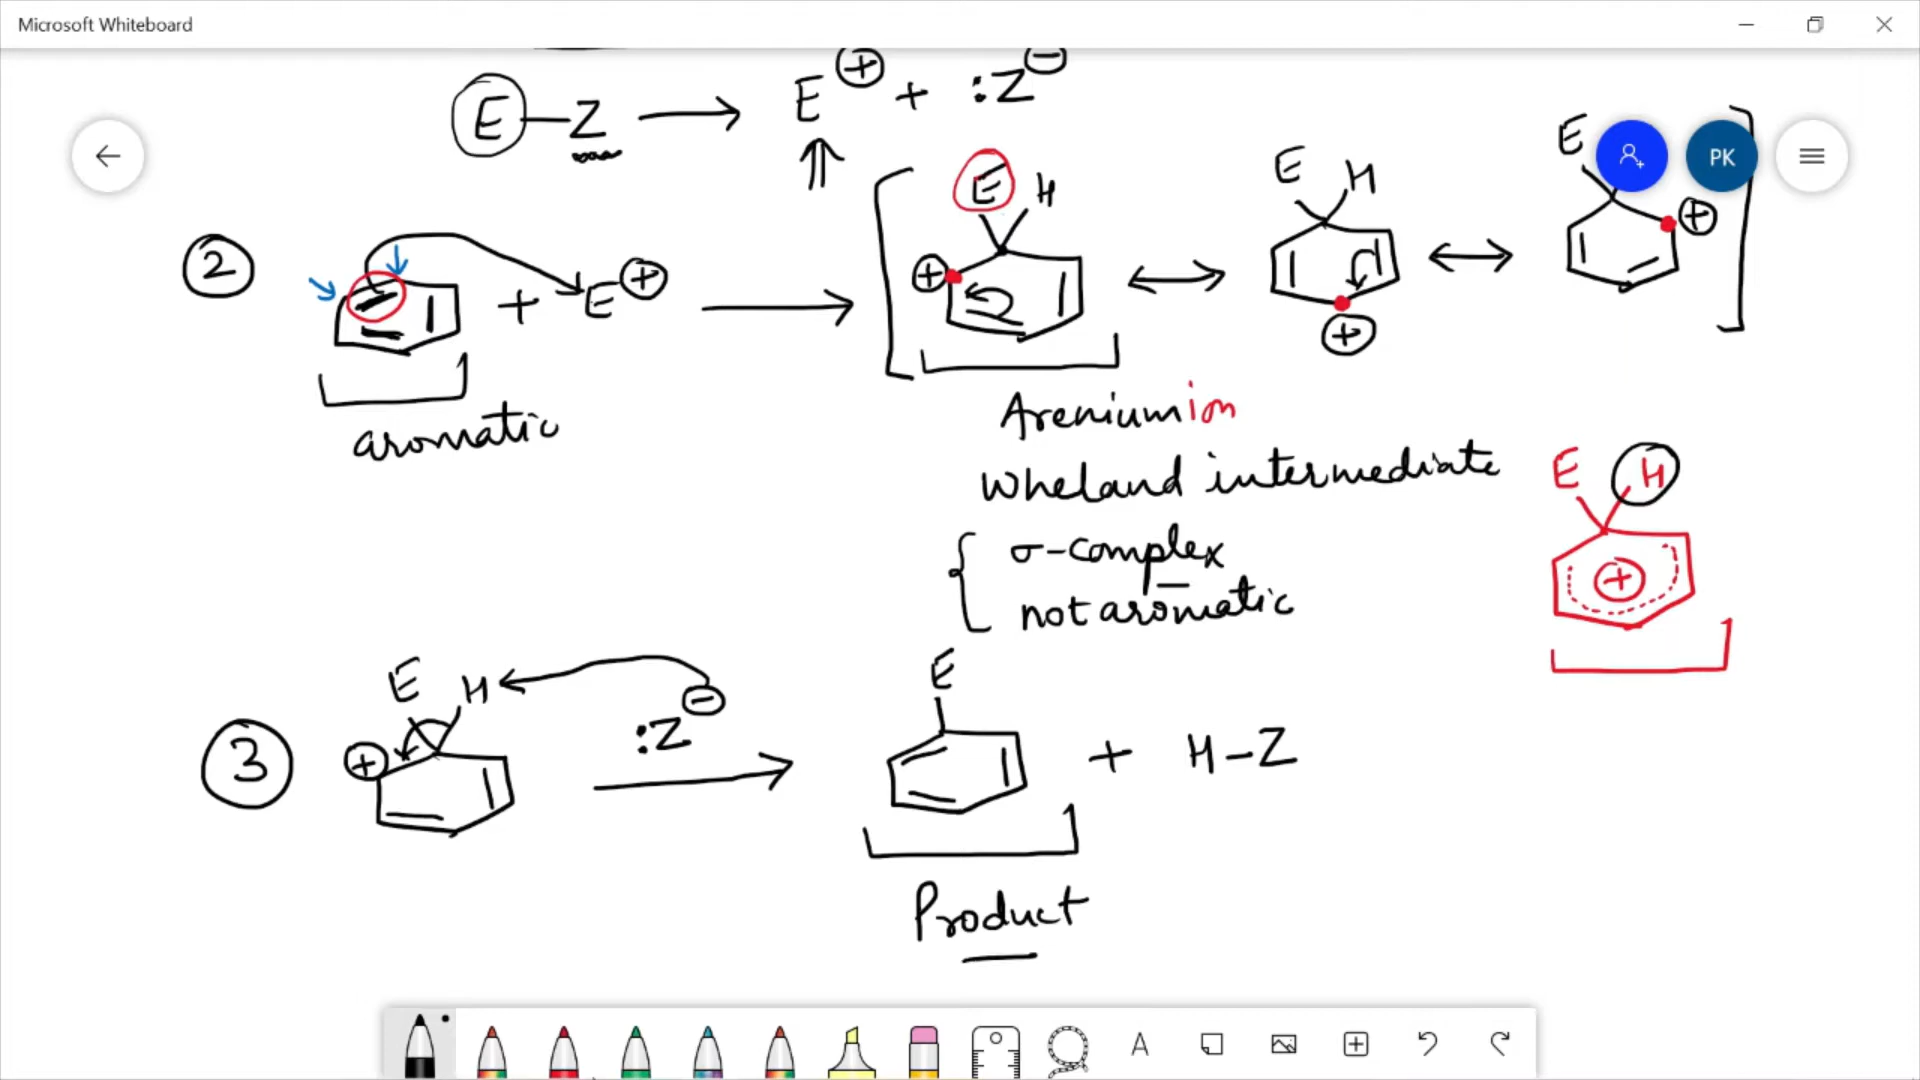 Microsoft Whiteboard
E–Z ⟶ E⊕ + :Z⊖
PK
② + E⊕ ⟶
E H
⊕
E H
⊕
E
⊕
aromatic
Arenium ion
Wheland intermediate
σ-complex
not aromatic
E H
⊕
③
E H
⊕
:Z⊖
E
+ H–Z
Product
A